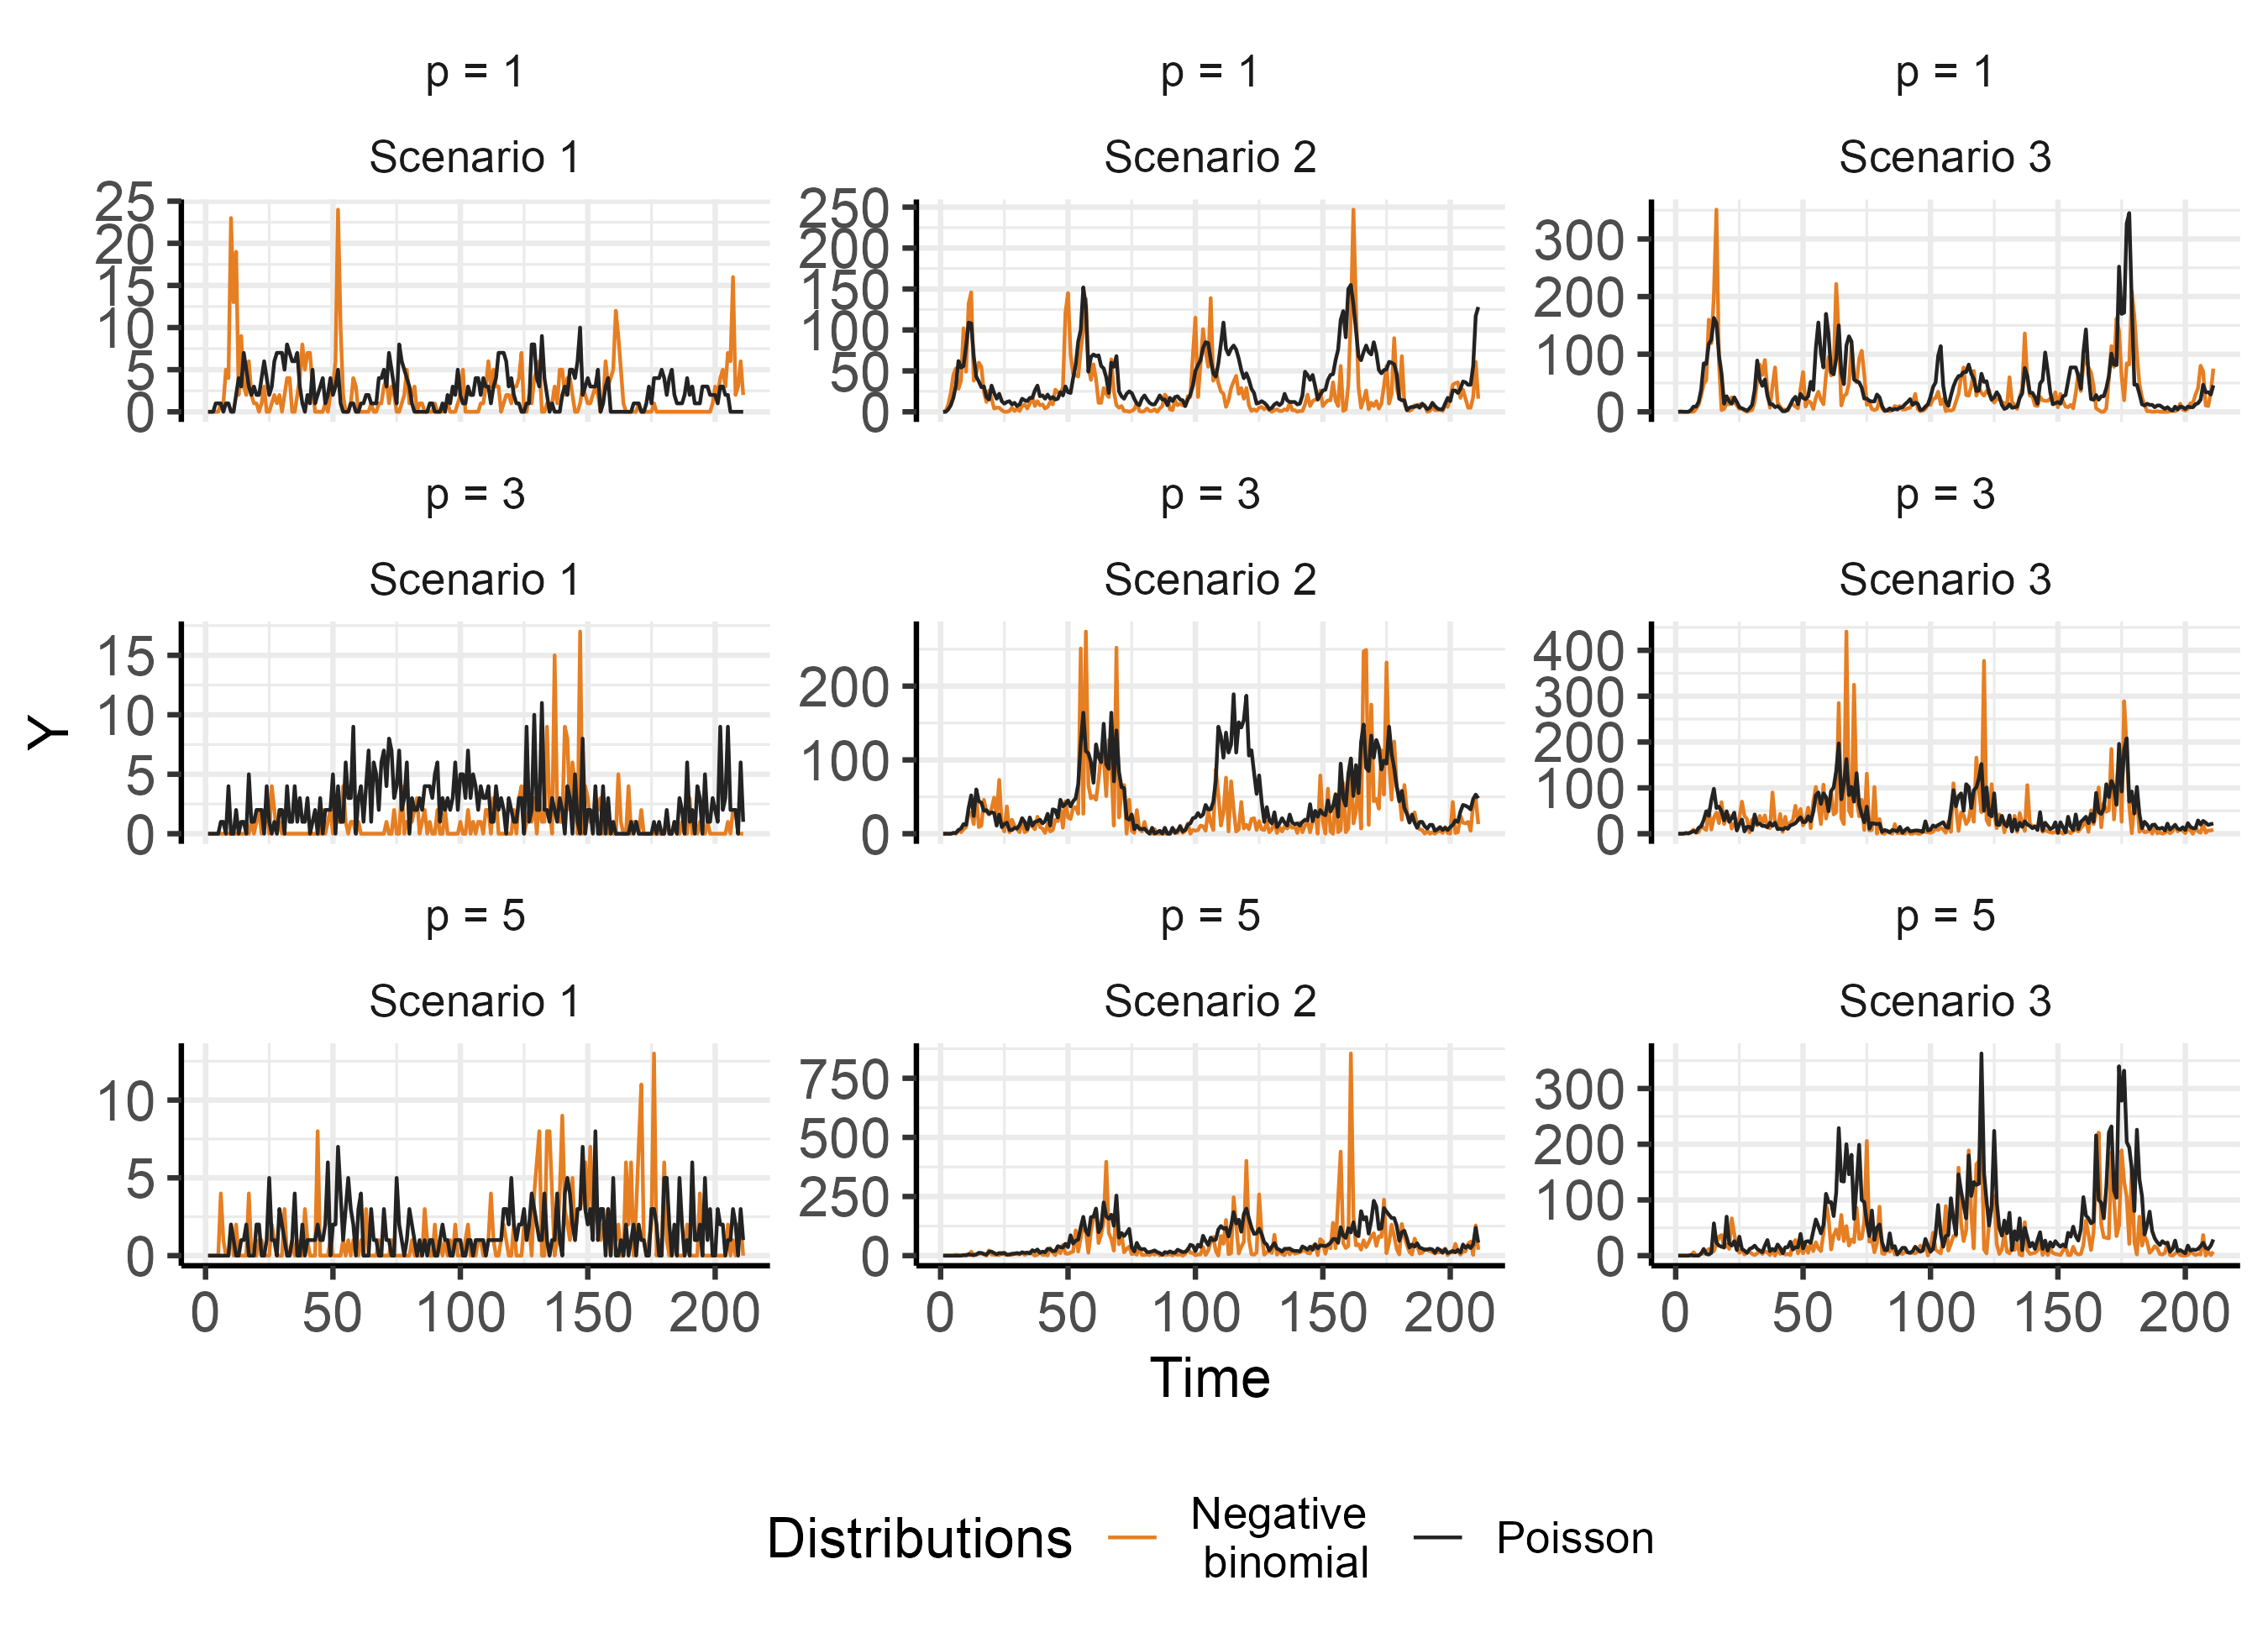 p = 1 p = 1 p = 1
Scenario 1 Scenario 2 Scenario 3
25 20 15 10 5 0
250 200 150 100 50 0
300 200 100 0
p = 3 p = 3 p = 3
Scenario 1 Scenario 2 Scenario 3
15 10 5 0
200 100 0
400 300 200 100 0
Y
p = 5 p = 5 p = 5
Scenario 1 Scenario 2 Scenario 3
10 5 0
750 500 250 0
300 200 100 0
0 50 100 150 200 0 50 100 150 200 0 50 100 150 200
Time
Distributions Negative binomial Poisson